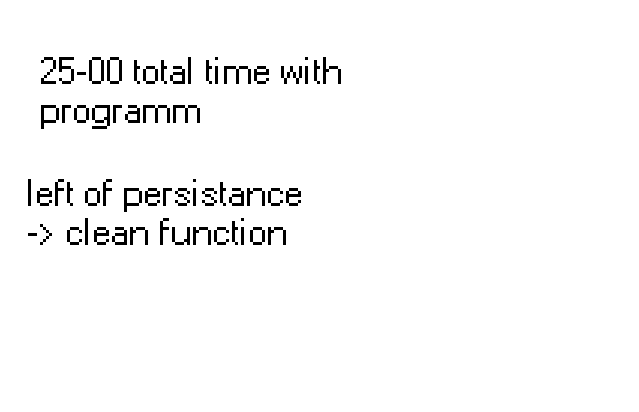 25-00 total time with
programm
left of persistance
-> clean function